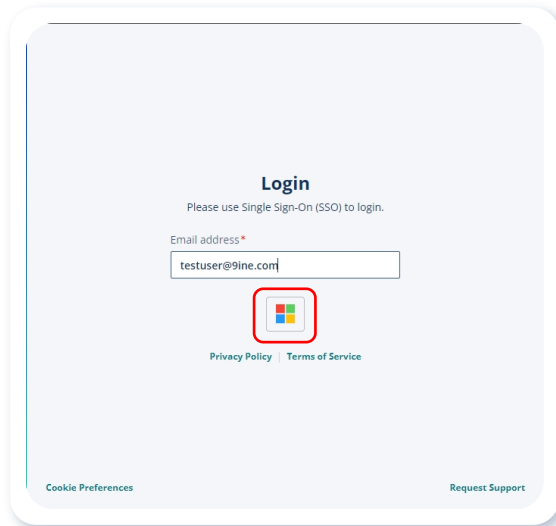 Login
Please use Single Sign-On (SSO) to login.
Email address*
testuser@9ine.com
Privacy Policy | Terms of Service
Cookie Preferences
Request Support